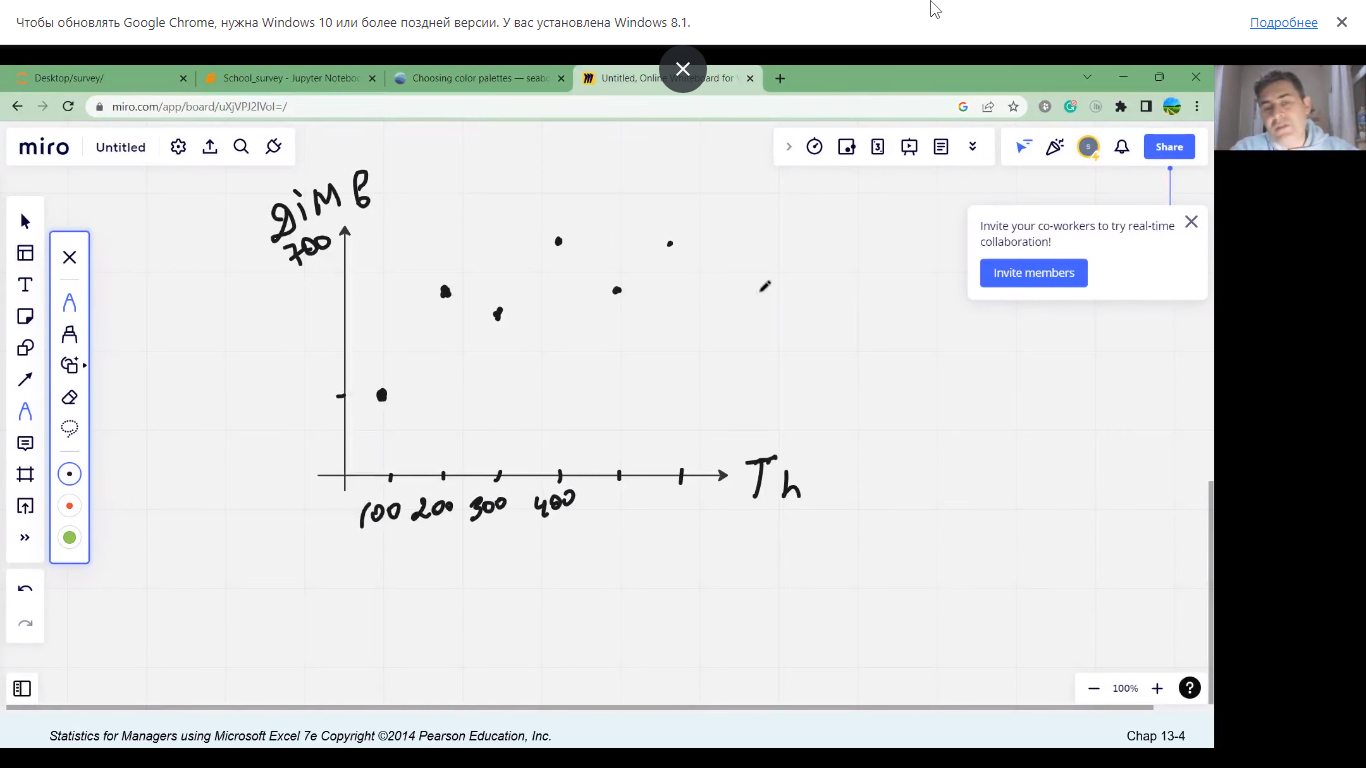 Чтобы обновлять Google Chrome, нужна Windows 10 или более поздней версии. У вас установлена Windows 8.1.
Подробнее
Desktop/survey/
School_survey - Jupyter Notebo
Choosing color palettes — seab
Untitled, Online Whiteboard for
miro.com/app/board/uXjVPJ2lVoI=/
miro
Untitled
Share
Invite your co-workers to try real-time
collaboration!
Invite members
700
Th
100 200 300 400
100%
Statistics for Managers using Microsoft Excel 7e Copyright ©2014 Pearson Education, Inc.
Chap 13-4